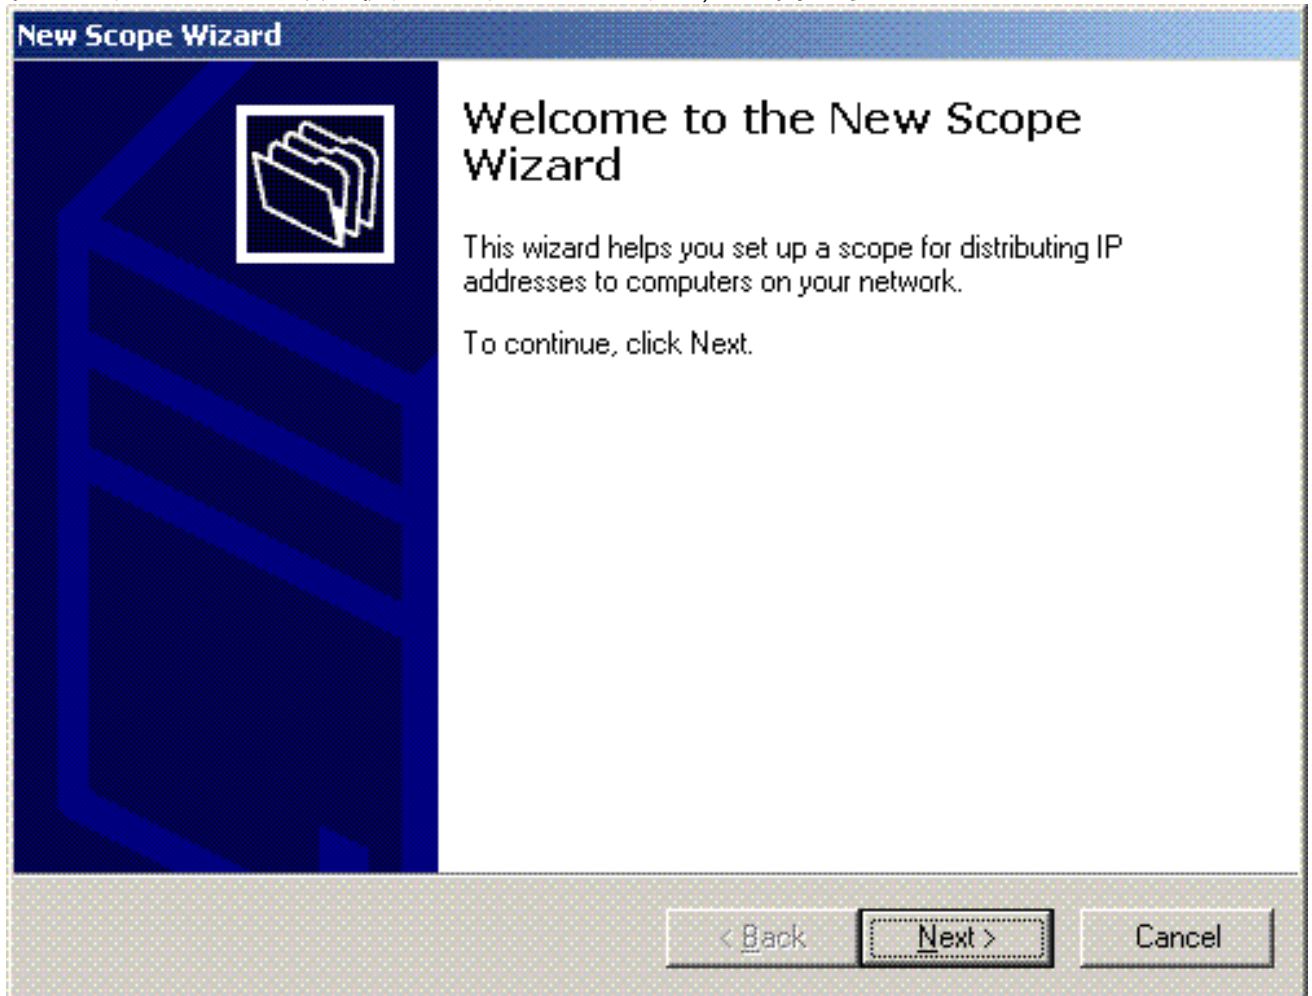 New Scope Wizard
Welcome to the New Scope
Wizard
This wizard helps you set up a scope for distributing IP
addresses to computers on your network.
To continue, click Next.
< Back
Next >
Cancel